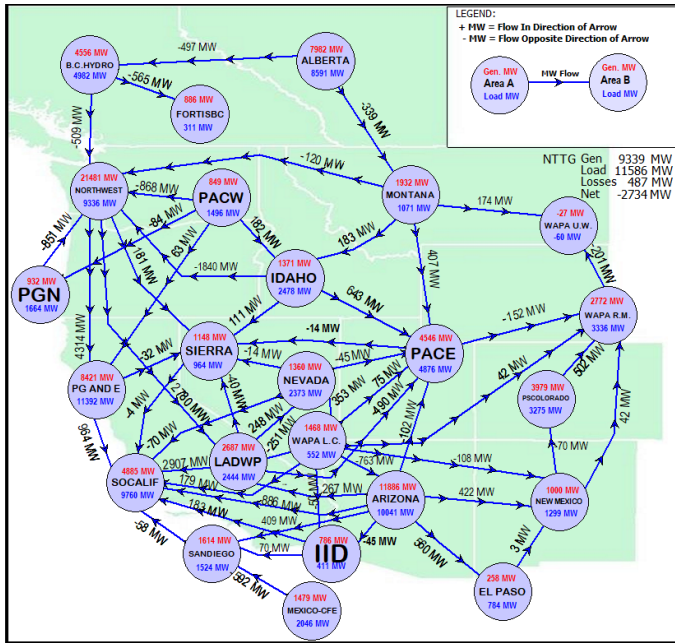 LEGEND:
+ MW = Flow In Direction of Arrow
- MW = Flow Opposite Direction of Arrow
Gen. MW
Area A
Load MW
MW Flow
Gen. MW
Area B
Load MW
NTTG Gen 9339 MW
Load 11586 MW
Losses 487 MW
Net -2734 MW
4556 MW
B.C.HYDRO
4982 MW
-497 MW
7982 MW
ALBERTA
8591 MW
-565 MW
886 MW
FORTISBC
311 MW
-339 MW
-509 MW
-120 MW
21481 MW
NORTHWEST
9336 MW
-868 MW
849 MW
PACW
1496 MW
1932 MW
MONTANA
1071 MW
174 MW
-27 MW
WAPA U.W.
-60 MW
-84 MW
182 MW
183 MW
-851 MW
63 MW
781 MW
-1840 MW
407 MW
-201 MW
932 MW
PGN
1664 MW
1371 MW
IDAHO
2478 MW
643 MW
2772 MW
WAPA R.M.
3336 MW
-152 MW
4314 MW
111 MW
-14 MW
-32 MW
1148 MW
SIERRA
964 MW
-14 MW
-45 MW
4546 MW
PACE
4876 MW
502 MW
8421 MW
PG AND E
11392 MW
1360 MW
NEVADA
2373 MW
353 MW
75 MW
42 MW
3979 MW
PSCOLORADO
3275 MW
42 MW
-4 MW
2780 MW
-40 MW
248 MW
-251 MW
-490 MW
-102 MW
964 MW
-70 MW
1468 MW
WAPA L.C.
552 MW
-763 MW
-108 MW
-70 MW
4885 MW
SOCALIF
9760 MW
2907 MW
179 MW
2687 MW
LADWP
2444 MW
267 MW
-886 MW
11886 MW
ARIZONA
10041 MW
422 MW
1000 MW
NEW MEXICO
1299 MW
183 MW
409 MW
-58 MW
1614 MW
SANDIEGO
1524 MW
70 MW
786 MW
IID
411 MW
-45 MW
560 MW
3 MW
592 MW
1479 MW
MEXICO-CFE
2046 MW
258 MW
EL PASO
784 MW